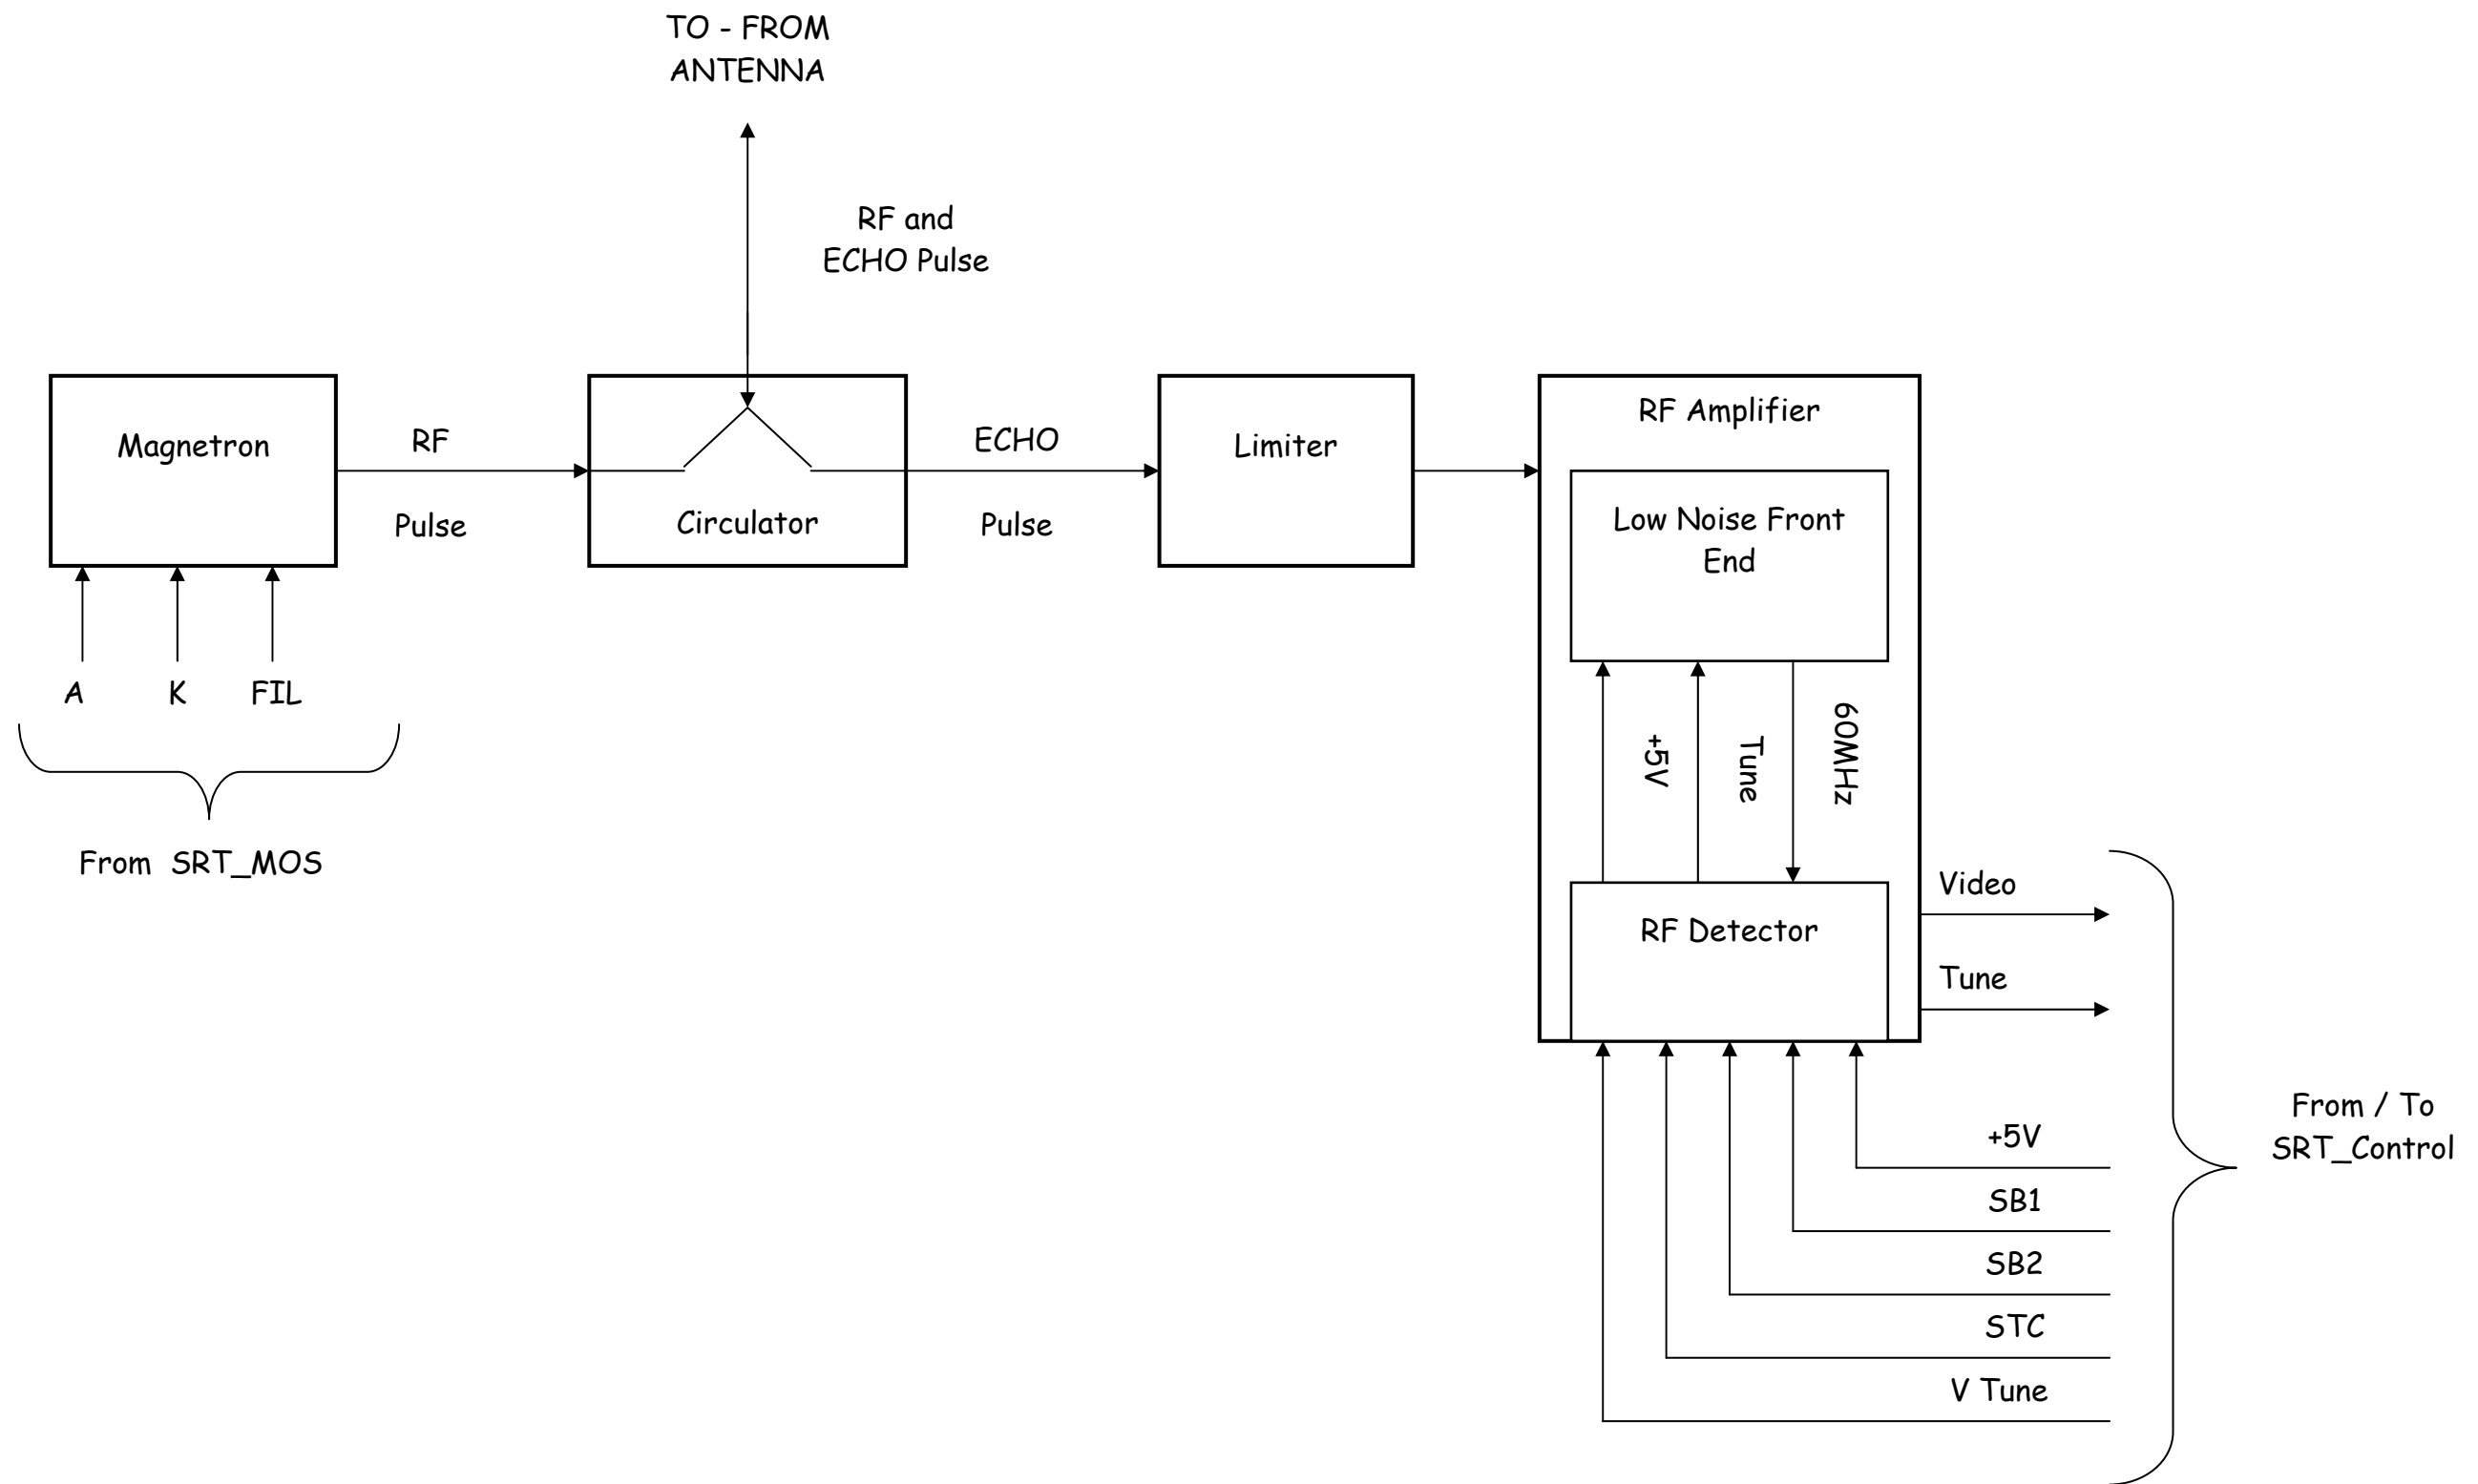 TO - FROM
ANTENNA
RF and
ECHO Pulse
Magnetron
RF
Pulse
Circulator
ECHO
Pulse
Limiter
RF Amplifier
Low Noise Front
End
A
K
FIL
From SRT_MOS
+5V
Tune
60MHz
RF Detector
Video
Tune
+5V
SB1
SB2
STC
V Tune
From / To
SRT_Control